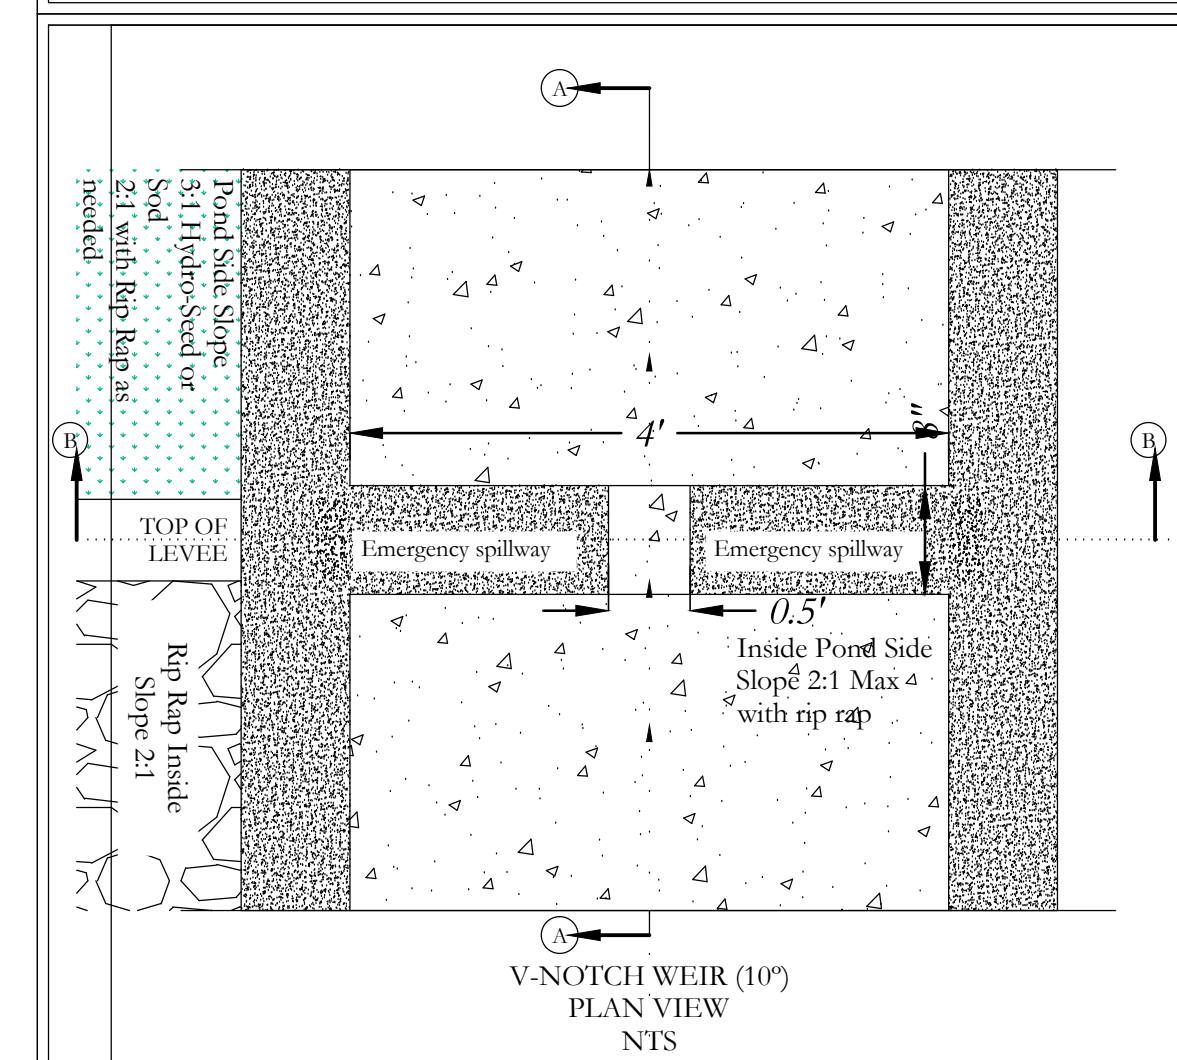 A
Pond Side Slope
3:1 Hydro-Seed or
Sod
2:1 with Rip Rap as
needed
4'
8"
B
B
TOP OF
LEVEE
Emergency spillway
Emergency spillway
0.5'
Inside Pond Side
Slope 2:1 Max
with rip rap
Rip Rap Inside
Slope 2:1
A
V-NOTCH WEIR (10°)
PLAN VIEW
NTS